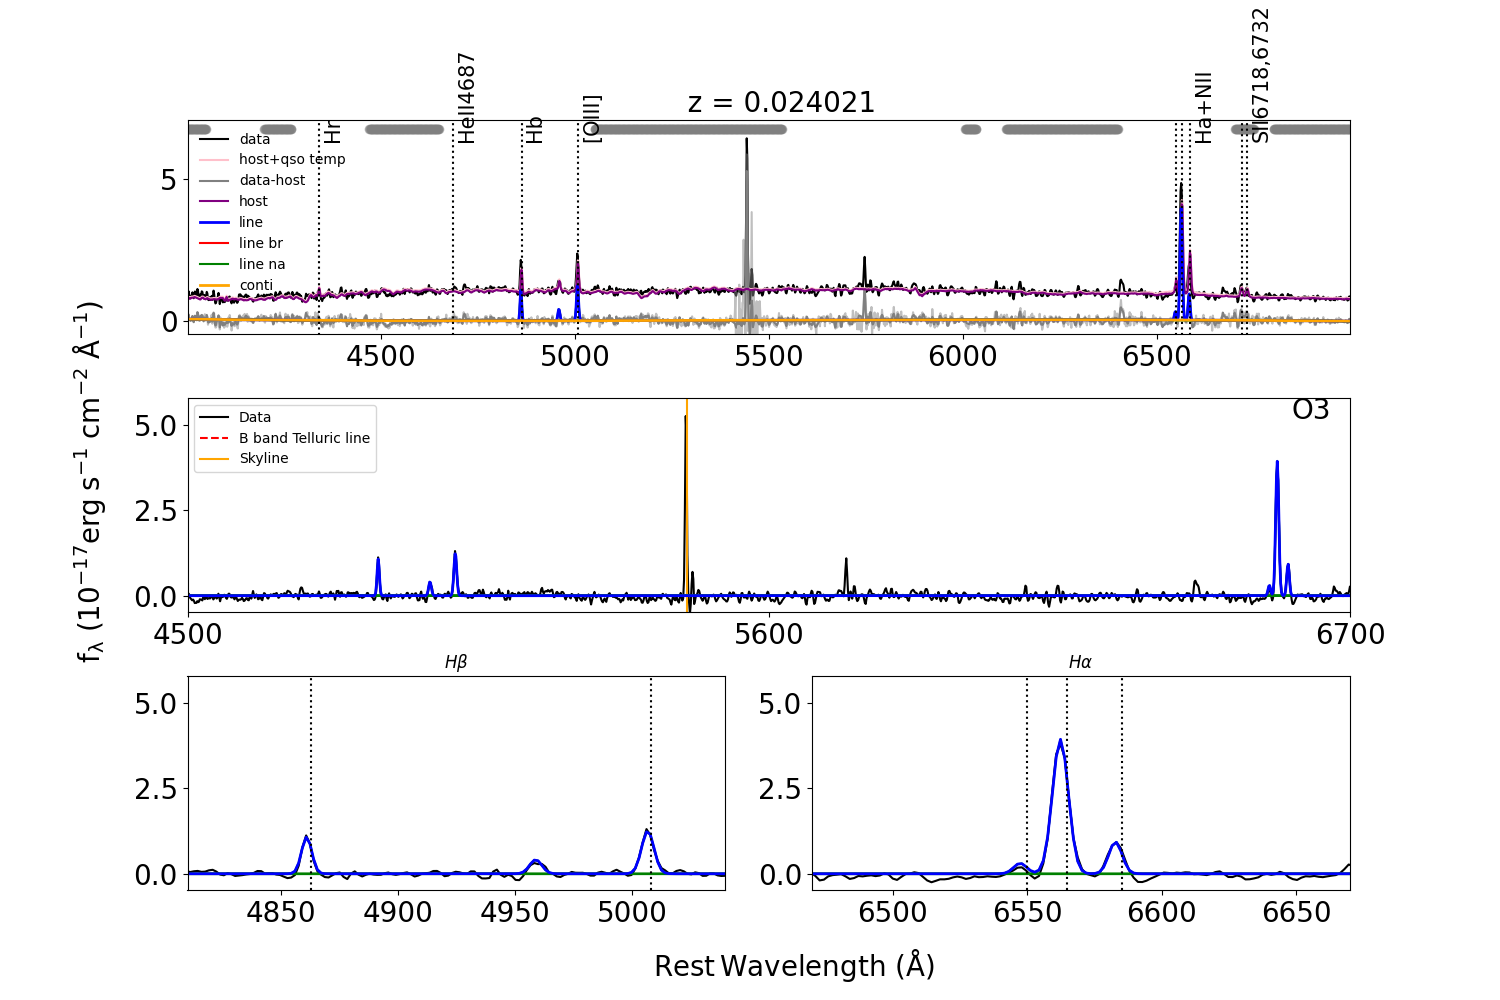 z = 0.024021
Hr
HeII4687
Hb
[OIII]
Ha+NII
SII6718,6732
data
host+qso temp
data-host
host
line
line br
line na
conti
5
0
4500 5000 5500 6000 6500
O3
Data
B band Telluric line
Skyline
5.0
2.5
0.0
4500 5600 6700
fλ (10⁻¹⁷erg s⁻¹ cm⁻² Å⁻¹)
Hβ
5.0
2.5
0.0
4850 4900 4950 5000
Hα
5.0
2.5
0.0
6500 6550 6600 6650
Rest Wavelength (Å)